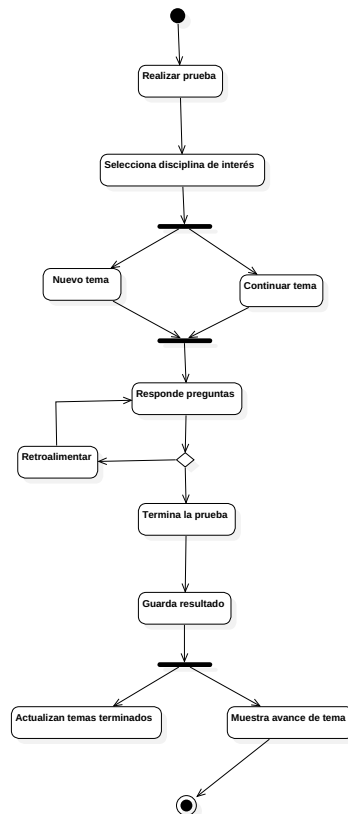 Realizar prueba
Selecciona disciplina de interés
Nuevo tema
Continuar tema
Responde preguntas
Retroalimentar
Termina la prueba
Guarda resultado
Actualizan temas terminados
Muestra avance de tema